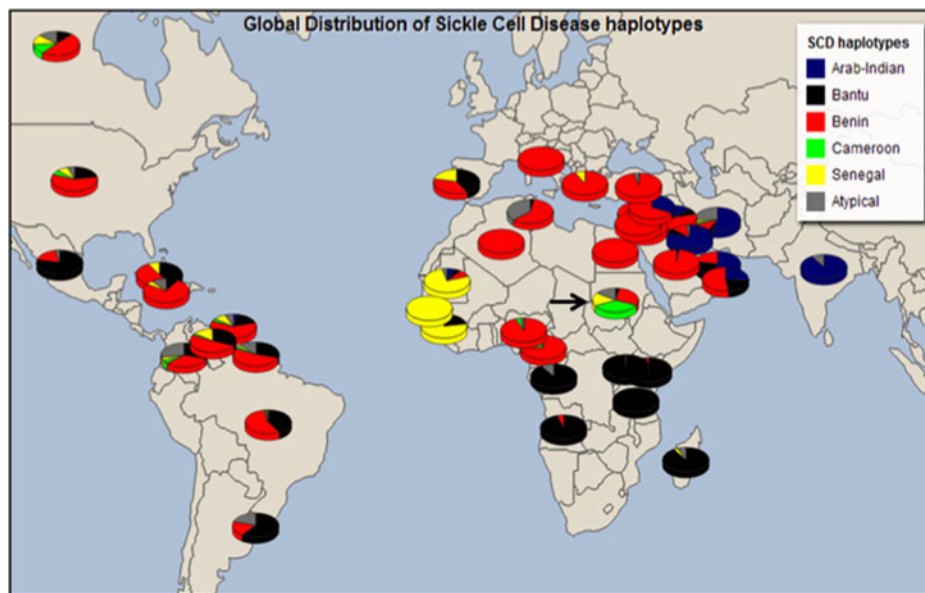 Global Distribution of Sickle Cell Disease haplotypes
SCD haplotypes
Arab-Indian
Bantu
Benin
Cameroon
Senegal
Atypical